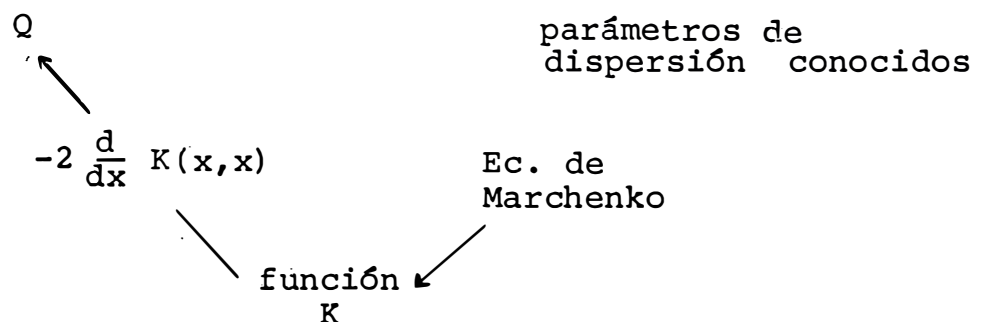 Q
parámetros de
dispersión conocidos
-2 d/dx K(x,x)
Ec. de
Marchenko
función
K